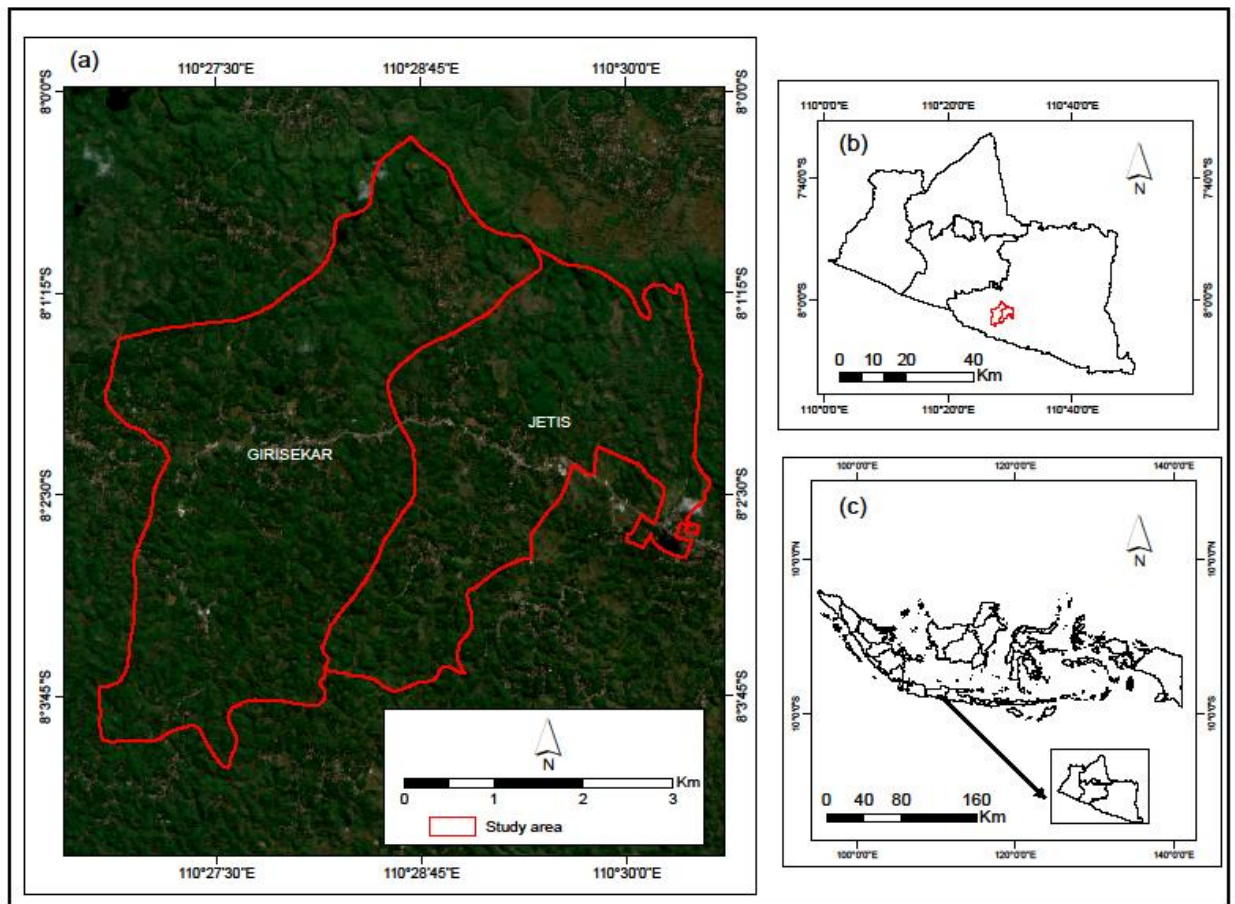 (a)
110°27'30"E 110°28'45"E 110°30'0"E
8°0'0"S 8°0'0"S
8°1'15"S 8°1'15"S
8°2'30"S 8°2'30"S
8°3'45"S 8°3'45"S
GIRISEKAR
JETIS
N
0 1 2 3 Km
Study area
110°27'30"E 110°28'45"E 110°30'0"E
110°0'0"E 110°20'0"E 110°40'0"E
(b)
N
7°40'0"S 7°40'0"S
8°0'0"S 8°0'0"S
0 10 20 40
Km
110°0'0"E 110°20'0"E 110°40'0"E
100°0'0"E 120°0'0"E 140°0'0"E
(c)
N
10°0'0"N 10°0'0"N
10°0'0"S 10°0'0"S
0 40 80 160
Km
100°0'0"E 120°0'0"E 140°0'0"E